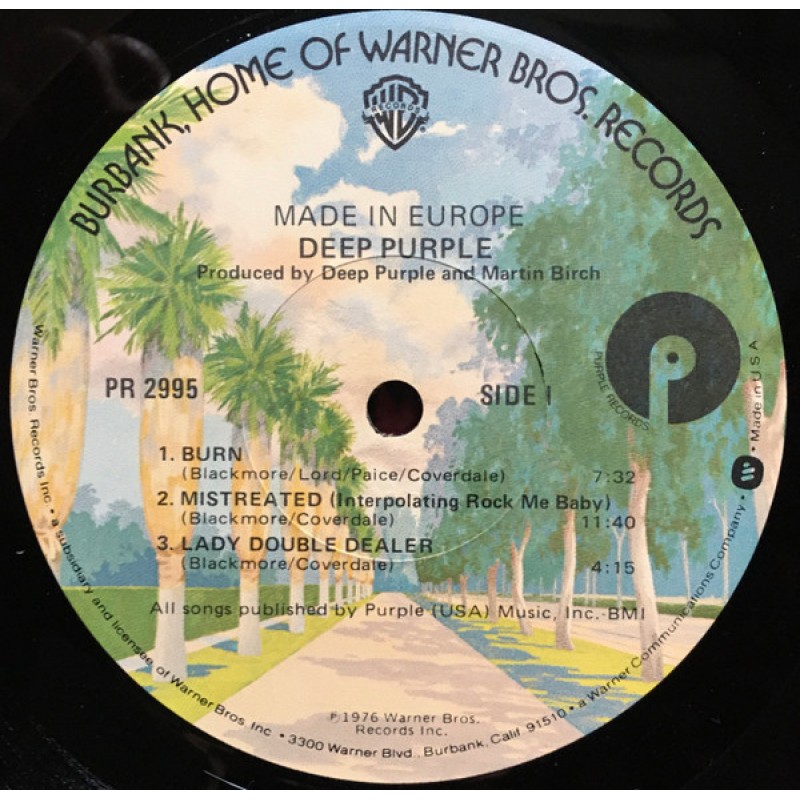 BURBANK, HOME OF WARNER BROS. RECORDS
WB
RECORDS
®
MADE IN EUROPE
DEEP PURPLE
Produced by Deep Purple and Martin Birch
PR 2995
SIDE 1
PURPLE RECORDS
1. BURN
(Blackmore/Lord/Paice/Coverdale) 7:32
2. MISTREATED (Interpolating Rock Me Baby)
(Blackmore/Coverdale) 11:40
3. LADY DOUBLE DEALER
(Blackmore/Coverdale) 4:15
All songs published by Purple (USA) Music, Inc.-BMI
℗1976 Warner Bros.
Records Inc.
Warner Bros. Records Inc. • a subsidiary and licensee of Warner Bros. Inc • 3300 Warner Blvd., Burbank, Calif. 91510 • a Warner Communications Company • Made in U S A